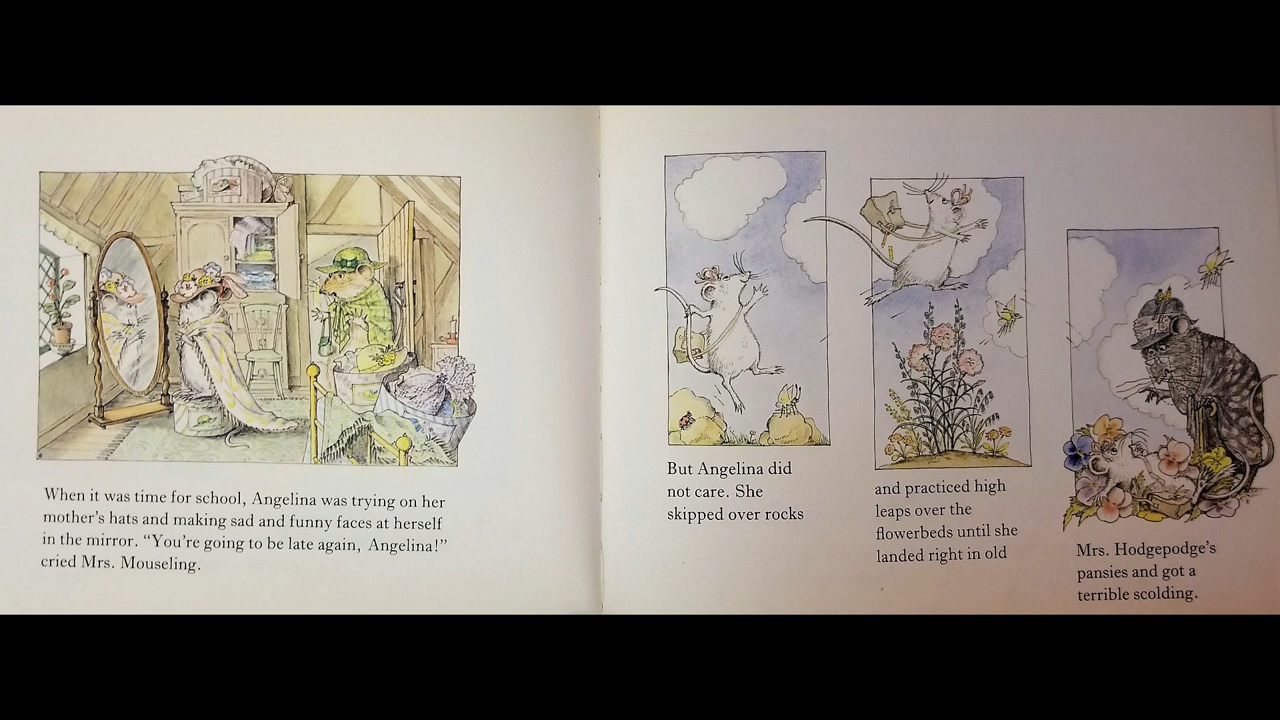 When it was time for school, Angelina was trying on her
mother's hats and making sad and funny faces at herself
in the mirror. “You're going to be late again, Angelina!”
cried Mrs. Mouseling.
But Angelina did
not care. She
skipped over rocks
and practiced high
leaps over the
flowerbeds until she
landed right in old
Mrs. Hodgepodge's
pansies and got a
terrible scolding.